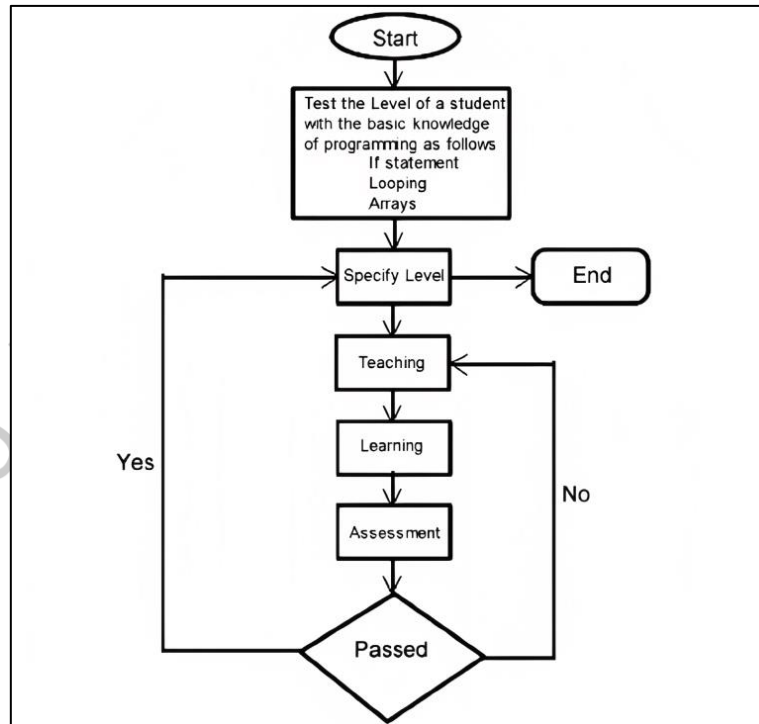 Start
Test the Level of a student
with the basic knowledge
of programming as follows
If statement
Looping
Arrays
Specify Level
End
Teaching
Learning
Yes
No
Assessment
Passed